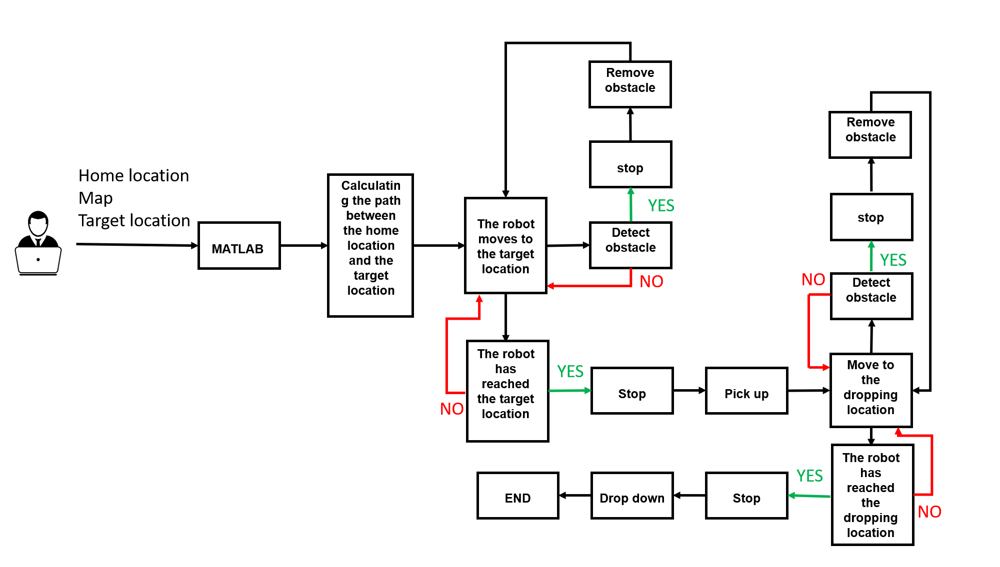 Home location
Map
Target location
MATLAB
Calculatin
g the path
between
the home
location
and the
target
location
The robot
moves to
the target
location
Detect
obstacle
YES
NO
stop
Remove
obstacle
The robot
has
reached
the target
location
NO
YES
Stop
Pick up
Move to
the
dropping
location
Detect
obstacle
NO
YES
stop
Remove
obstacle
The robot
has
reached
the
dropping
location
NO
YES
Stop
Drop down
END